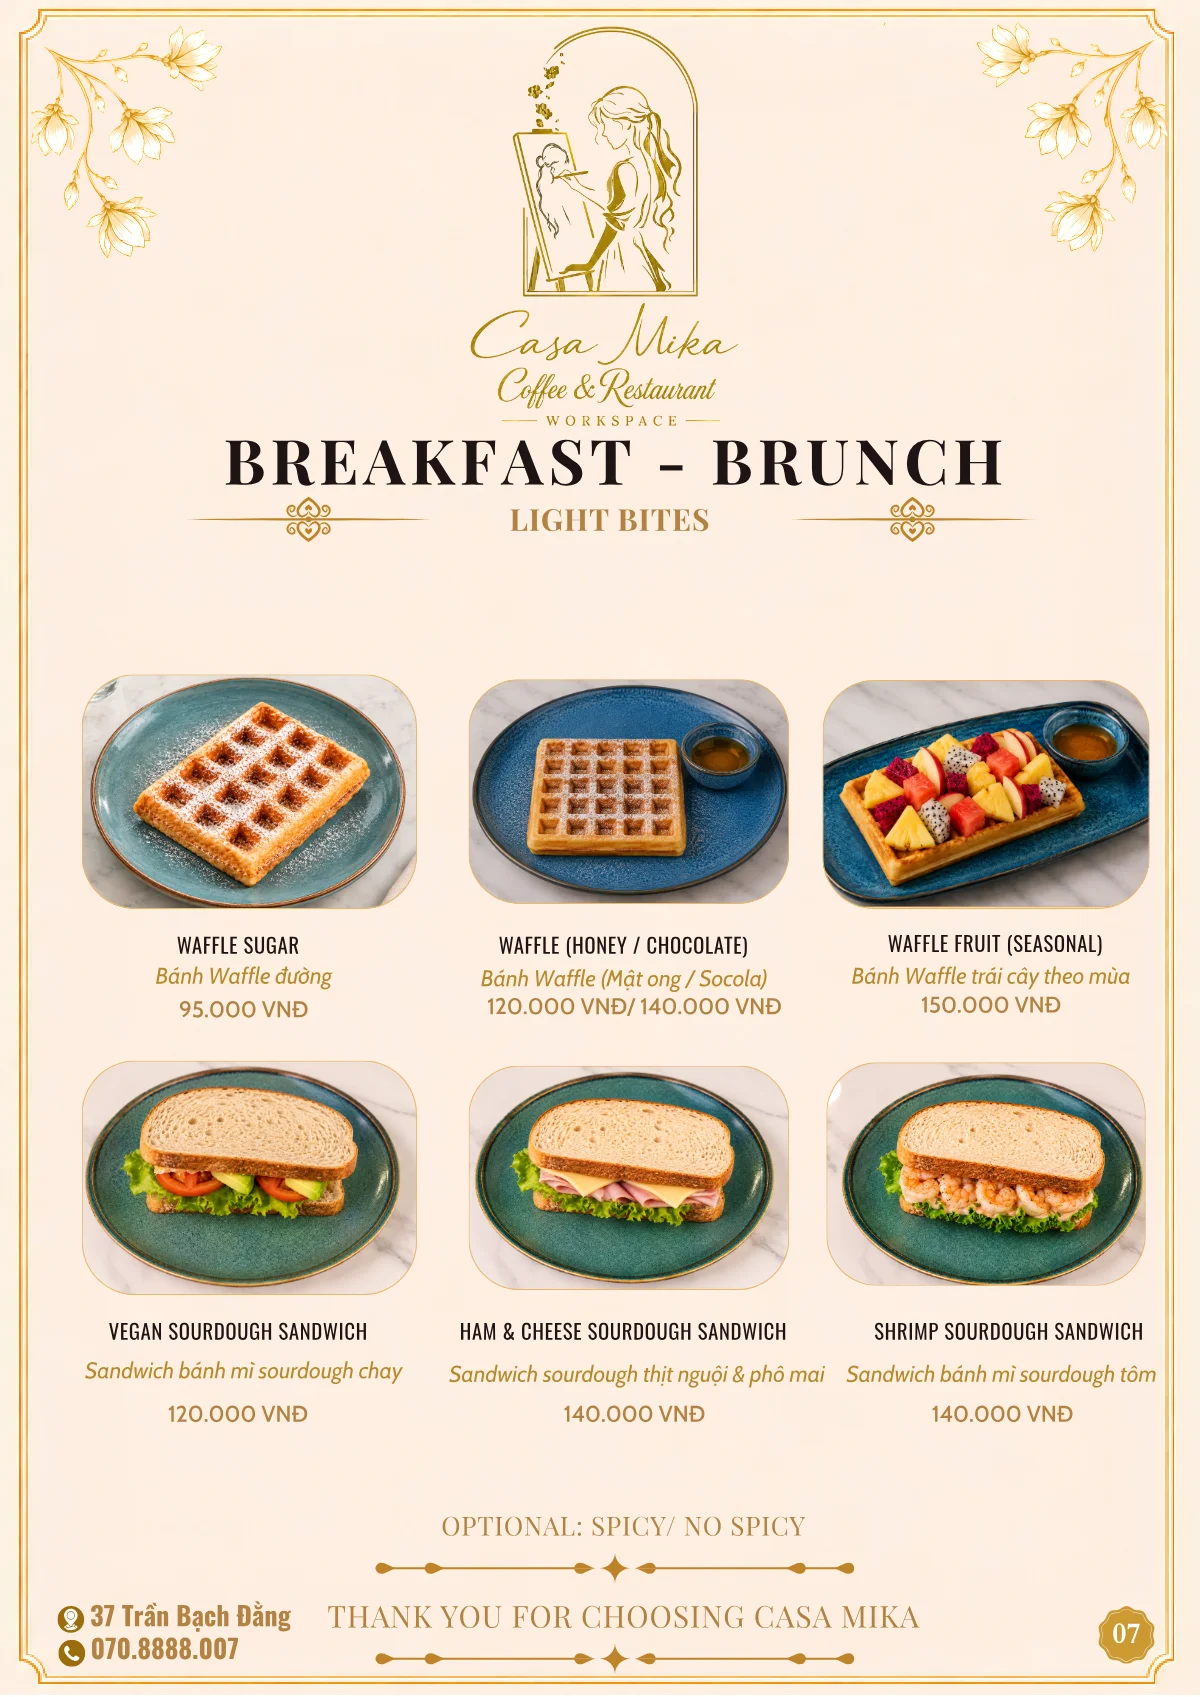 Casa Mika
Coffee & Restaurant
WORKSPACE
BREAKFAST - BRUNCH
LIGHT BITES
WAFFLE SUGAR
Bánh Waffle đường
95.000 VNĐ
WAFFLE (HONEY / CHOCOLATE)
Bánh Waffle (Mật ong / Socola)
120.000 VNĐ/ 140.000 VNĐ
WAFFLE FRUIT (SEASONAL)
Bánh Waffle trái cây theo mùa
150.000 VNĐ
VEGAN SOURDOUGH SANDWICH
Sandwich bánh mì sourdough chay
120.000 VNĐ
HAM & CHEESE SOURDOUGH SANDWICH
Sandwich sourdough thịt nguội & phô mai
140.000 VNĐ
SHRIMP SOURDOUGH SANDWICH
Sandwich bánh mì sourdough tôm
140.000 VNĐ
OPTIONAL: SPICY/ NO SPICY
37 Trần Bạch Đằng
070.8888.007
THANK YOU FOR CHOOSING CASA MIKA
07